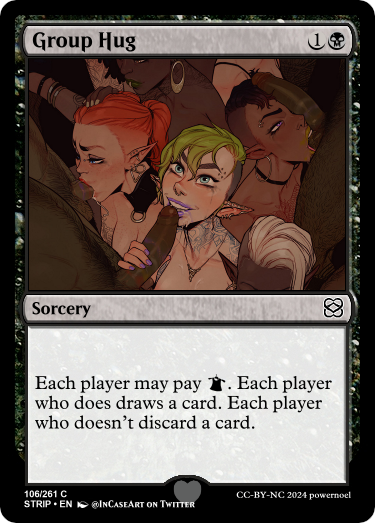 Group Hug 1
Sorcery
Each player may pay . Each player
who does draws a card. Each player
who doesn't discard a card.
106/261 C
STRIP • EN @InCaseArt on Twitter
CC-BY-NC 2024 powernoel